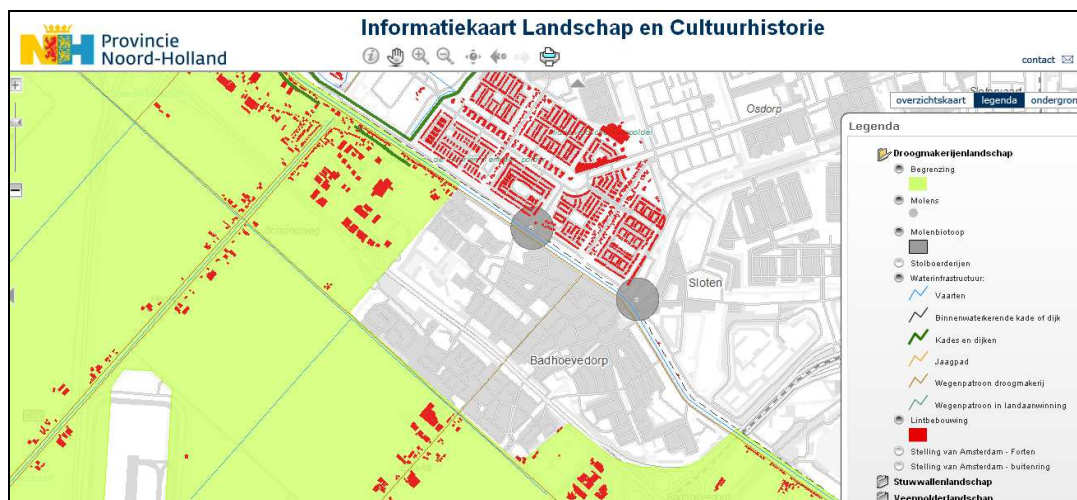 Informatiekaart Landschap en Cultuurhistorie
Provincie
Noord-Holland
contact
overzichtskaart
legenda
ondergron
Osdorp
Sloten
Badhoevedorp
Schipholweg
Legenda
Droogmakerijenlandschap
Begrenzing
Molens
Molenbiotoop
Stolboerderijen
Waterinfrastructuur:
Vaarten
Binnenwaterkerende kade of dijk
Kades en dijken
Jaagpad
Wegenpatroon droogmakerij
Wegenpatroon in landaanwinning
Lintbebouwing
Stelling van Amsterdam - Forten
Stelling van Amsterdam - buitenring
Stuwwallenlandschap
Veenpolderlandschap